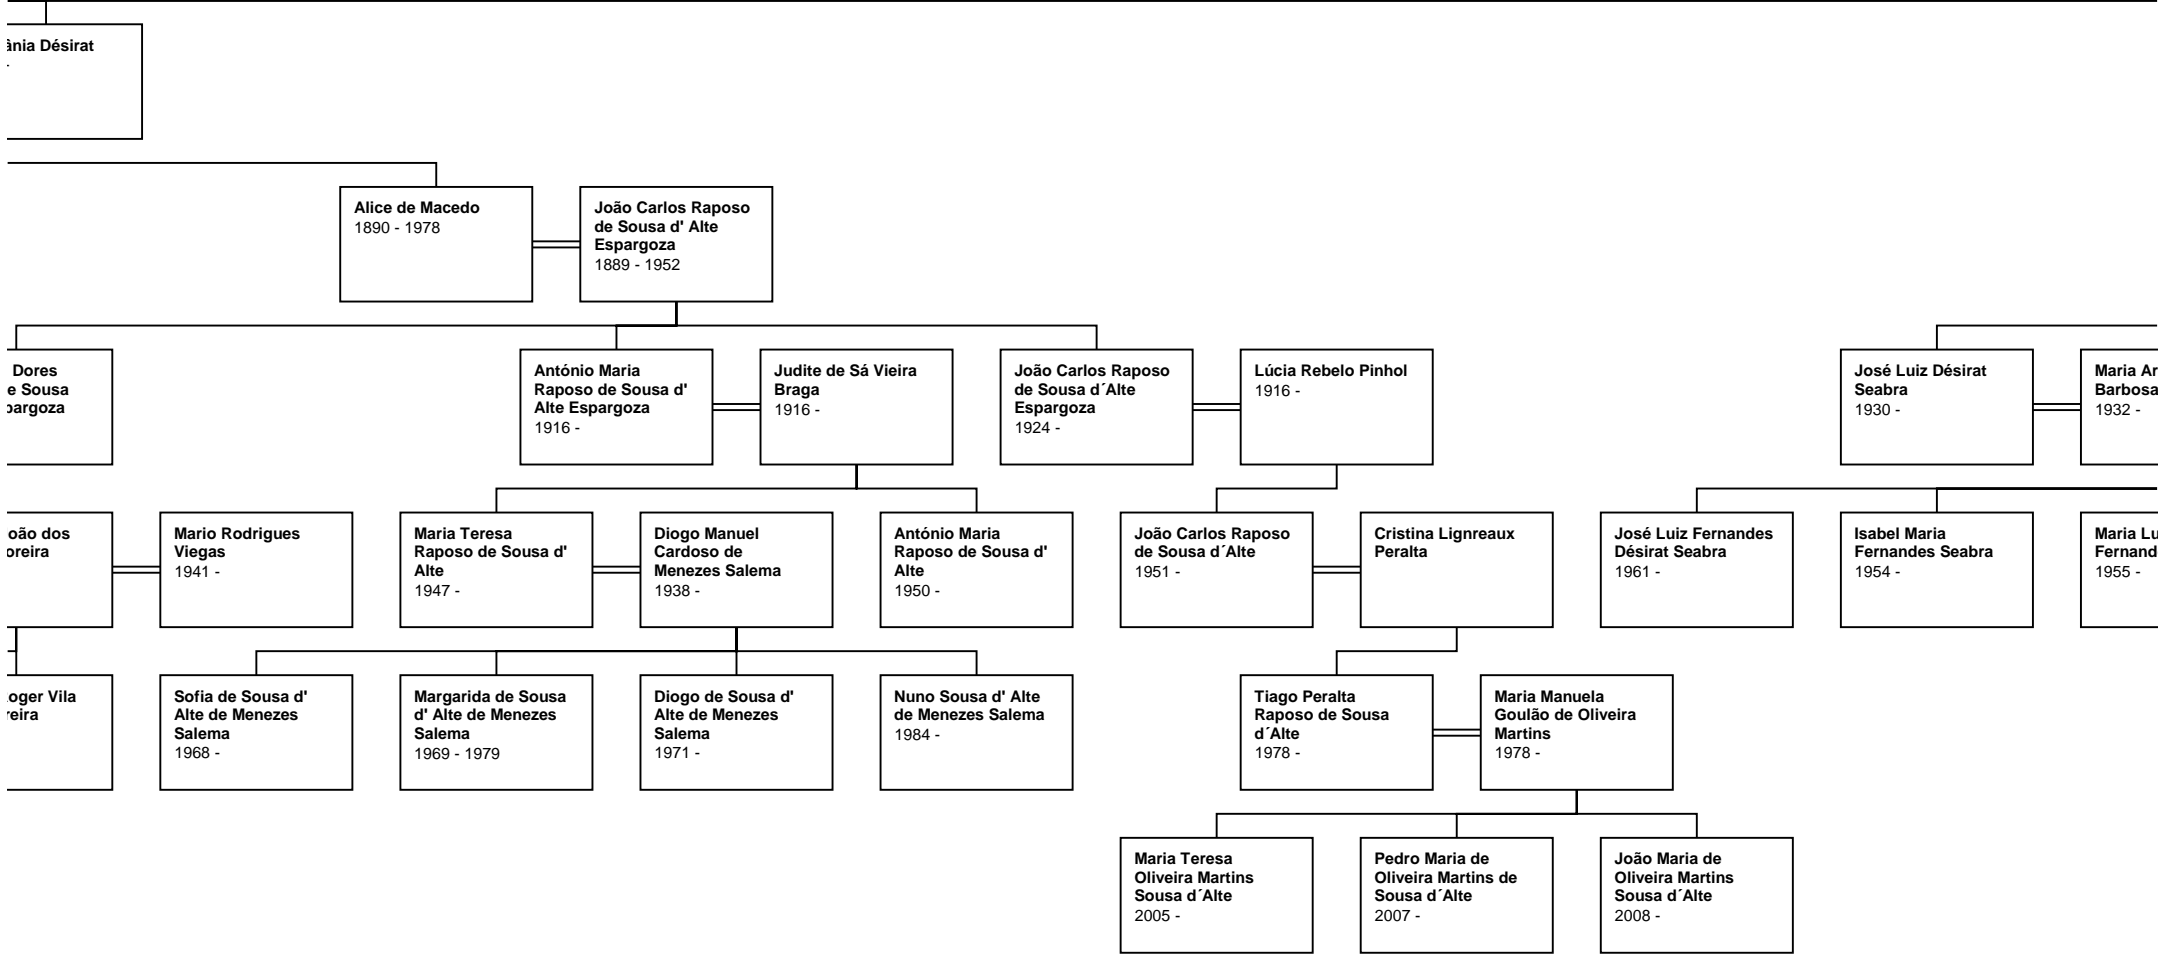 Désirat
-
Alice de Macedo
1890 - 1978
João Carlos Raposo
de Sousa d' Alte
Espargoza
1889 - 1952
Dores
Sousa
António Maria
Raposo de Sousa d'
Alte Espargoza
1916 -
Judite de Sá Vieira
Braga
1916 -
João Carlos Raposo
de Sousa d´Alte
Espargoza
1924 -
Lúcia Rebelo Pinhol
1916 -
José Luiz Désirat
Seabra
1930 -
Maria
Barbosa
1932 -
dos
Mario Rodrigues
Viegas
1941 -
Maria Teresa
Raposo de Sousa d'
Alte
1947 -
Diogo Manuel
Cardoso de
Menezes Salema
1938 -
António Maria
Raposo de Sousa d'
Alte
1950 -
João Carlos Raposo
de Sousa d´Alte
1951 -
Cristina Lignreaux
Peralta
José Luiz Fernandes
Désirat Seabra
1961 -
Isabel Maria
Fernandes Seabra
1954 -
Maria
1955 -
Vila
Sofia de Sousa d'
Alte de Menezes
Salema
1968 -
Margarida de Sousa
d' Alte de Menezes
Salema
1969 - 1979
Diogo de Sousa d'
Alte de Menezes
Salema
1971 -
Nuno Sousa d' Alte
de Menezes Salema
1984 -
Tiago Peralta
Raposo de Sousa
d´Alte
1978 -
Maria Manuela
Goulão de Oliveira
Martins
1978 -
Maria Teresa
Oliveira Martins
Sousa d´Alte
2005 -
Pedro Maria de
Oliveira Martins de
Sousa d´Alte
2007 -
João Maria de
Oliveira Martins
Sousa d´Alte
2008 -